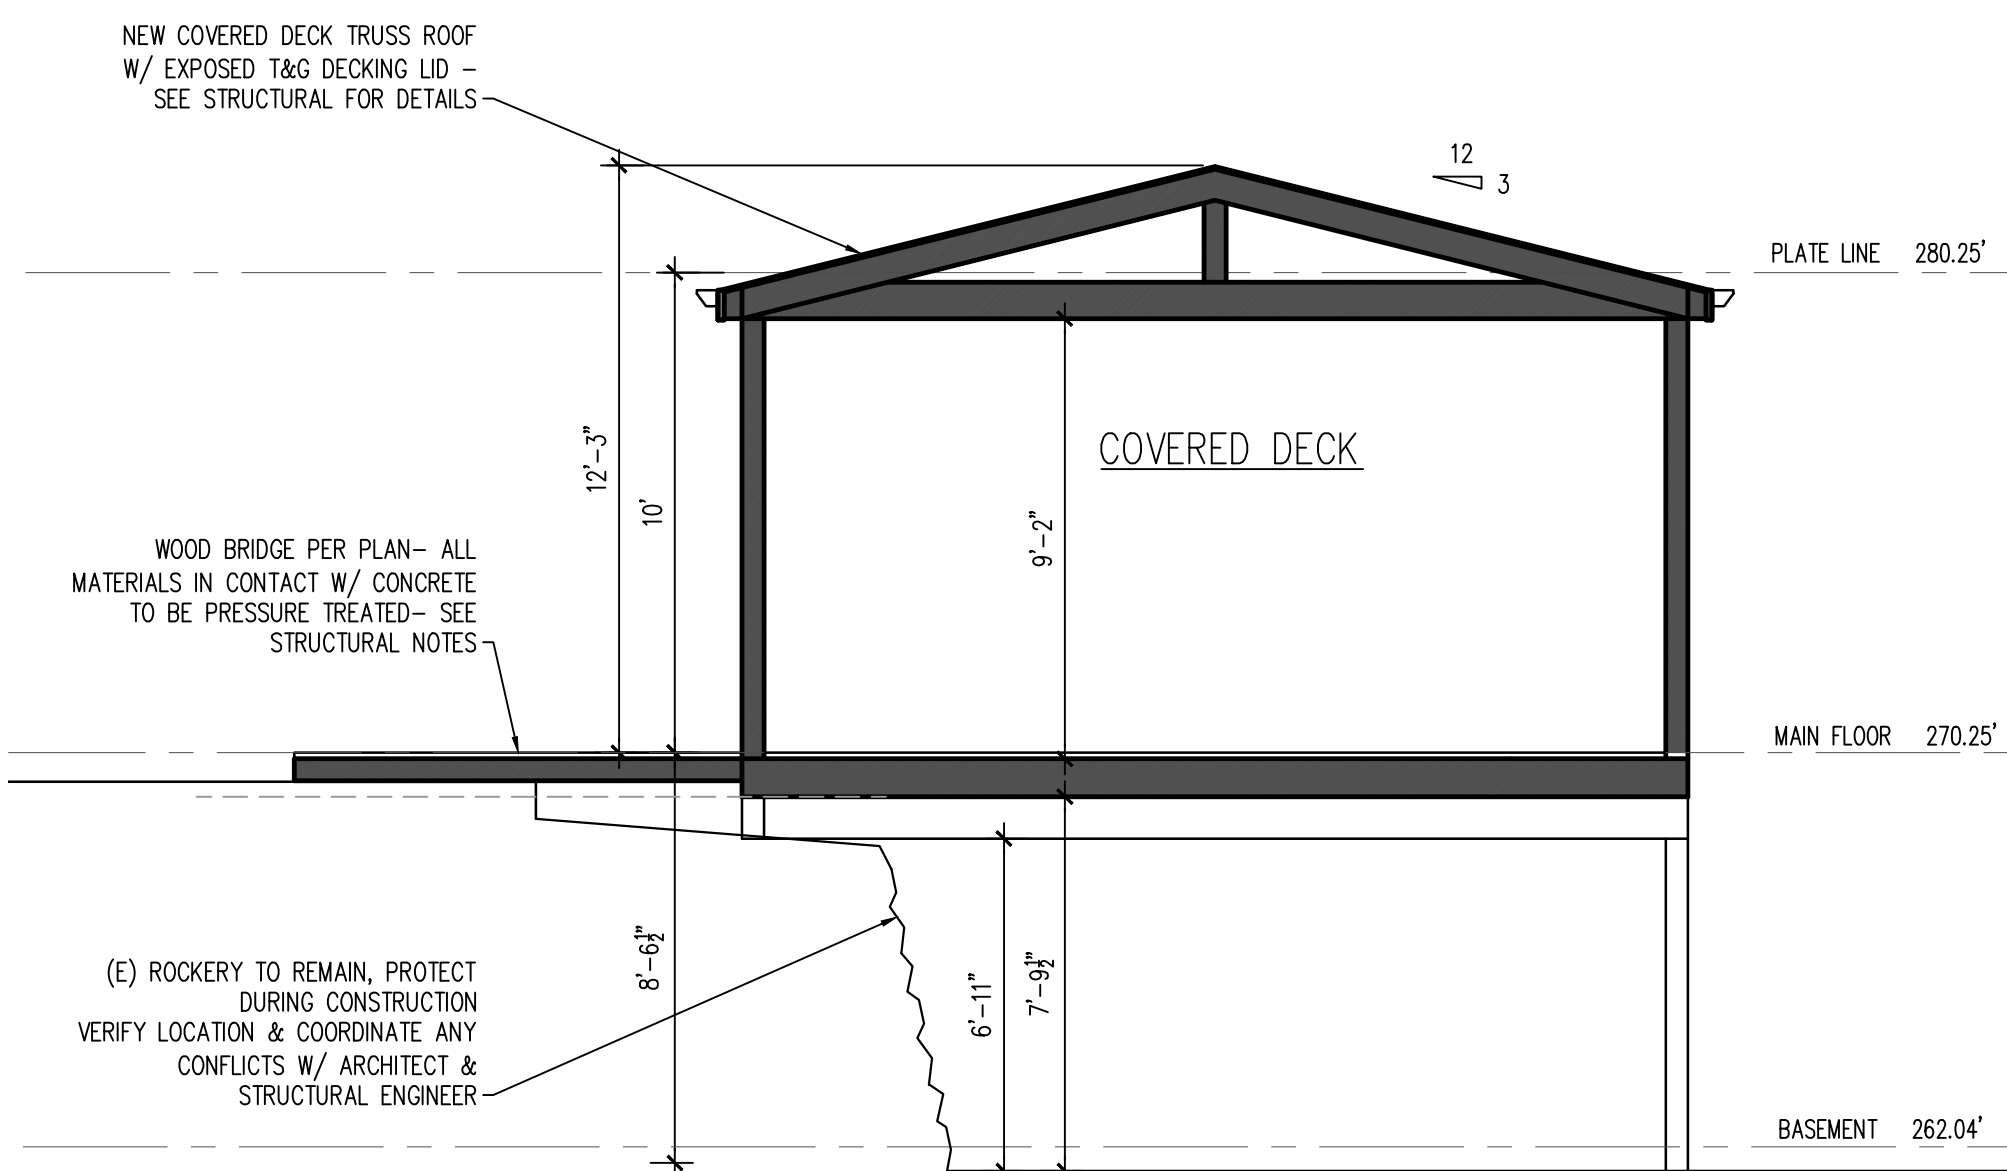 NEW COVERED DECK TRUSS ROOF
W/ EXPOSED T&G DECKING LID –
SEE STRUCTURAL FOR DETAILS
12
3
PLATE LINE 280.25'
12'–3"
10'
COVERED DECK
9'–2"
WOOD BRIDGE PER PLAN– ALL
MATERIALS IN CONTACT W/ CONCRETE
TO BE PRESSURE TREATED– SEE
STRUCTURAL NOTES
MAIN FLOOR 270.25'
8'–6½"
6'–11"
7'–9½"
(E) ROCKERY TO REMAIN, PROTECT
DURING CONSTRUCTION
VERIFY LOCATION & COORDINATE ANY
CONFLICTS W/ ARCHITECT &
STRUCTURAL ENGINEER
BASEMENT 262.04'